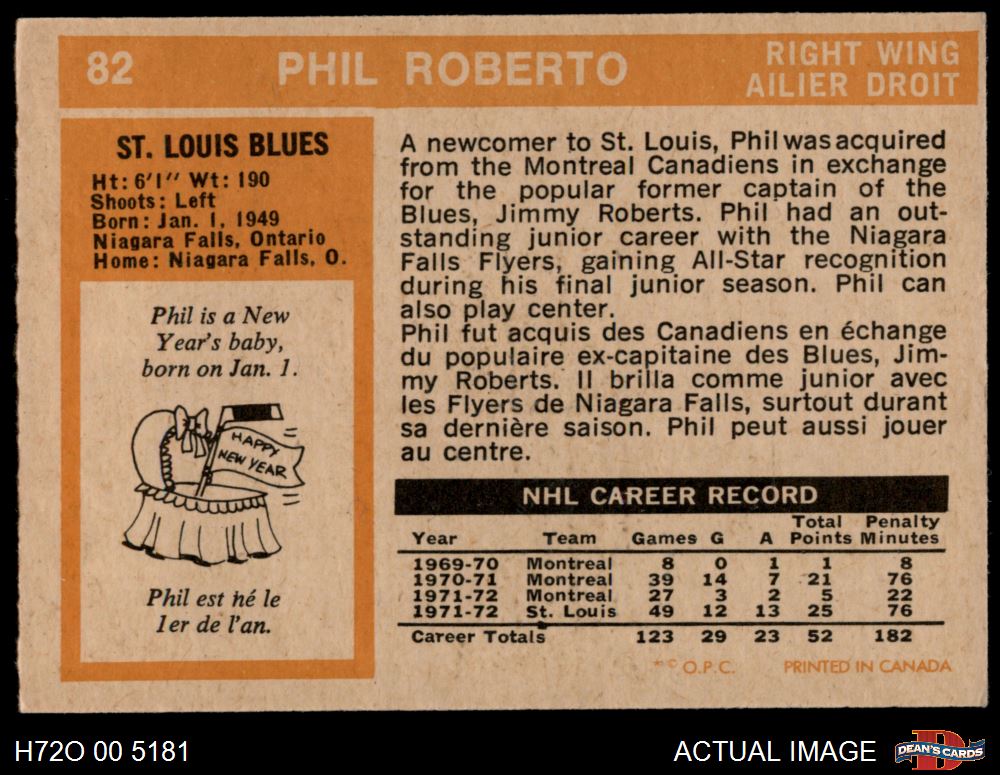 82 PHIL ROBERTO RIGHT WING
AILIER DROIT
ST. LOUIS BLUES
Ht: 6'1" Wt: 190
Shoots: Left
Born: Jan. 1, 1949
Niagara Falls, Ontario
Home: Niagara Falls, O.
Phil is a New
Year's baby,
born on Jan. 1.
HAPPY
NEW YEAR
Phil est né le
1er de l'an.
A newcomer to St. Louis, Phil was acquired
from the Montreal Canadiens in exchange
for the popular former captain of the
Blues, Jimmy Roberts. Phil had an out-
standing junior career with the Niagara
Falls Flyers, gaining All-Star recognition
during his final junior season. Phil can
also play center.
Phil fut acquis des Canadiens en échange
du populaire ex-capitaine des Blues, Jim-
my Roberts. Il brilla comme junior avec
les Flyers de Niagara Falls, surtout durant
sa dernière saison. Phil peut aussi jouer
au centre.
NHL CAREER RECORD
Total Penalty
Year Team Games G A Points Minutes
1969-70 Montreal 8 0 1 1 8
1970-71 Montreal 39 14 7 21 76
1971-72 Montreal 27 3 2 5 22
1971-72 St. Louis 49 12 13 25 76
Career Totals 123 29 23 52 182
*© O.P.C. PRINTED IN CANADA
H72O 00 5181 ACTUAL IMAGE DEAN'S CARDS